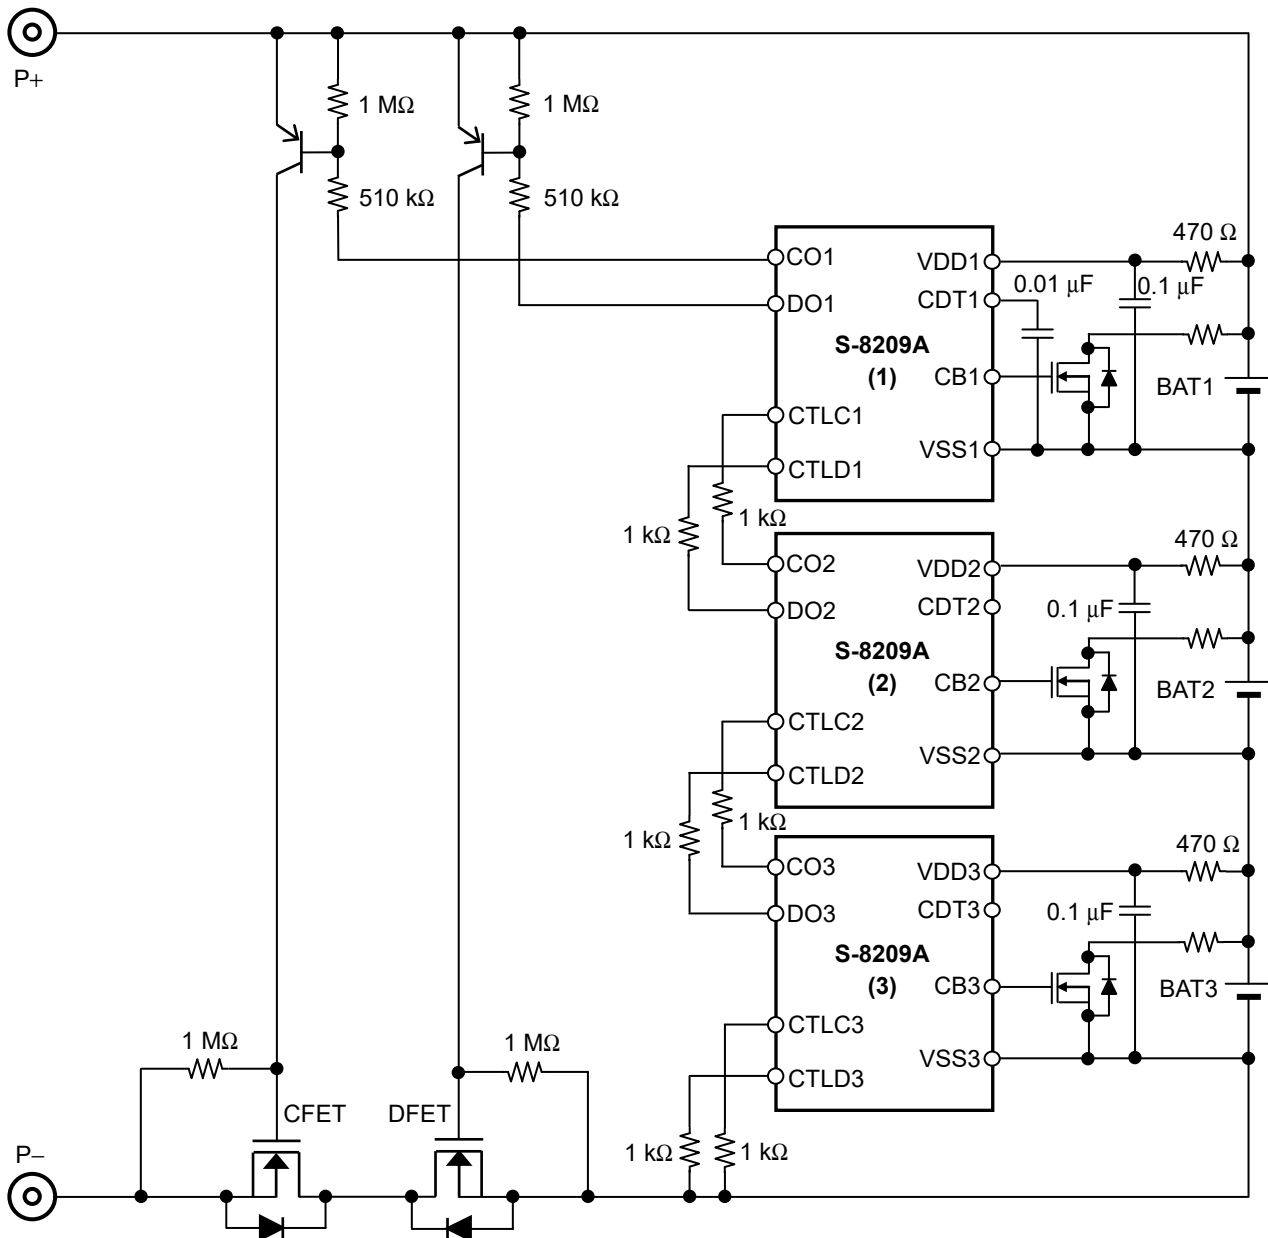 P+
1 MΩ
1 MΩ
510 kΩ
510 kΩ
470 Ω
CO1
VDD1
0.01 μF
0.1 μF
DO1
CDT1
S-8209A
(1)
CB1
BAT1
CTLC1
VSS1
CTLD1
1 kΩ
1 kΩ
470 Ω
CO2
VDD2
DO2
CDT2
0.1 μF
S-8209A
(2)
CB2
BAT2
CTLC2
VSS2
CTLD2
1 kΩ
1 kΩ
470 Ω
CO3
VDD3
DO3
CDT3
0.1 μF
S-8209A
(3)
CB3
BAT3
CTLC3
1 MΩ
1 MΩ
VSS3
CTLD3
CFET
DFET
1 kΩ
1 kΩ
P−